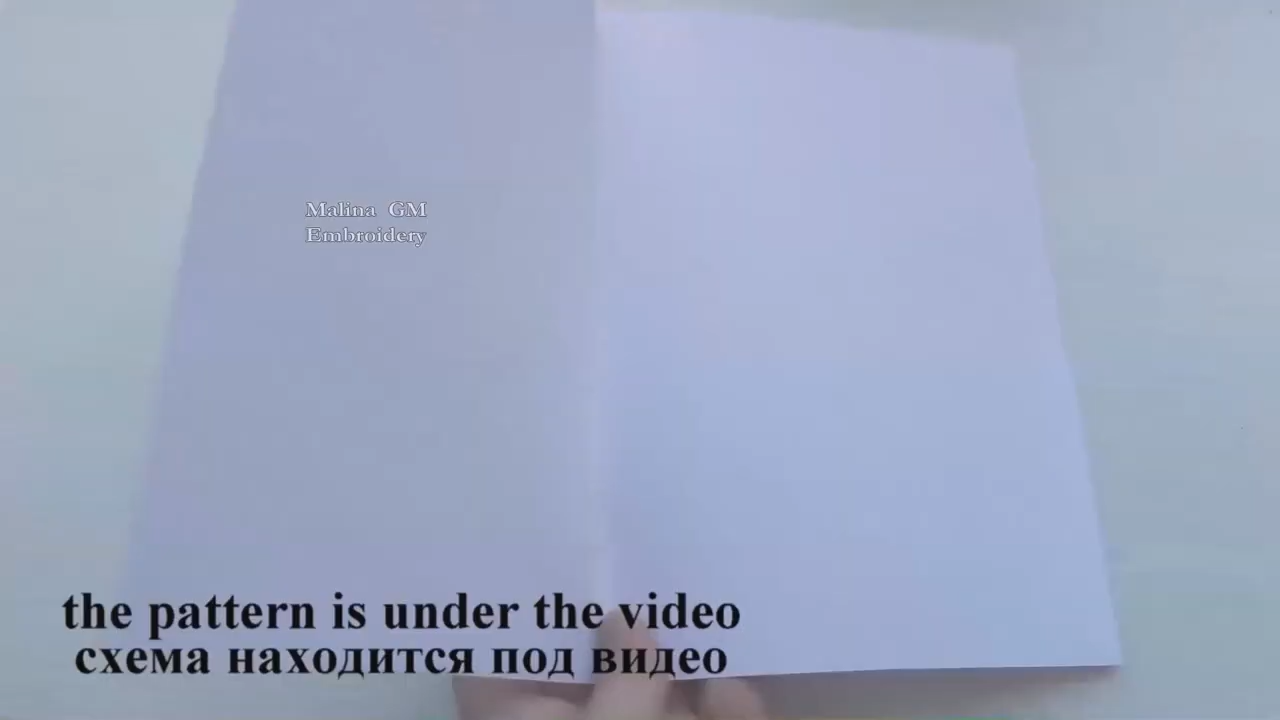 Malina GM
Embroidery
the pattern is under the video
схема находится под видео